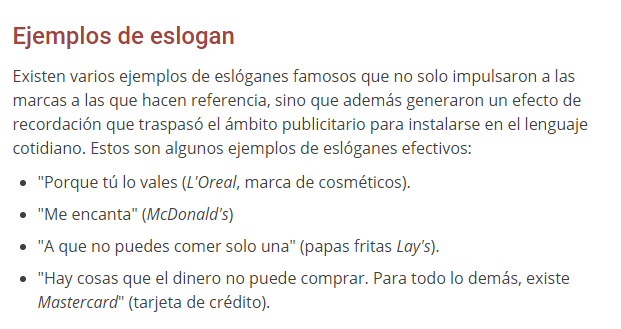 Ejemplos de eslogan
Existen varios ejemplos de eslóganes famosos que no solo impulsaron a las
marcas a las que hacen referencia, sino que además generaron un efecto de
recordación que traspasó el ámbito publicitario para instalarse en el lenguaje
cotidiano. Estos son algunos ejemplos de eslóganes efectivos:
• "Porque tú lo vales (L'Oreal, marca de cosméticos).
• "Me encanta" (McDonald's)
• "A que no puedes comer solo una" (papas fritas Lay's).
• "Hay cosas que el dinero no puede comprar. Para todo lo demás, existe
Mastercard" (tarjeta de crédito).